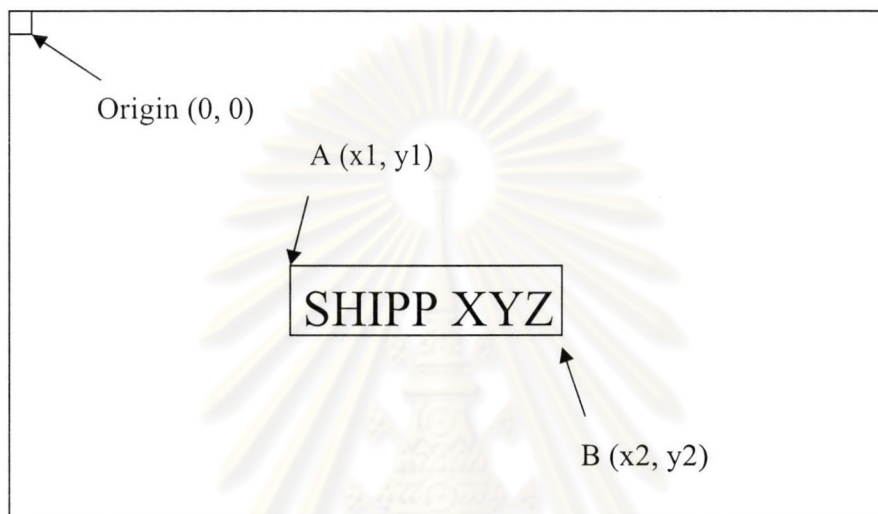 Origin (0, 0)
A (x1, y1)
SHIPP XYZ
B (x2, y2)